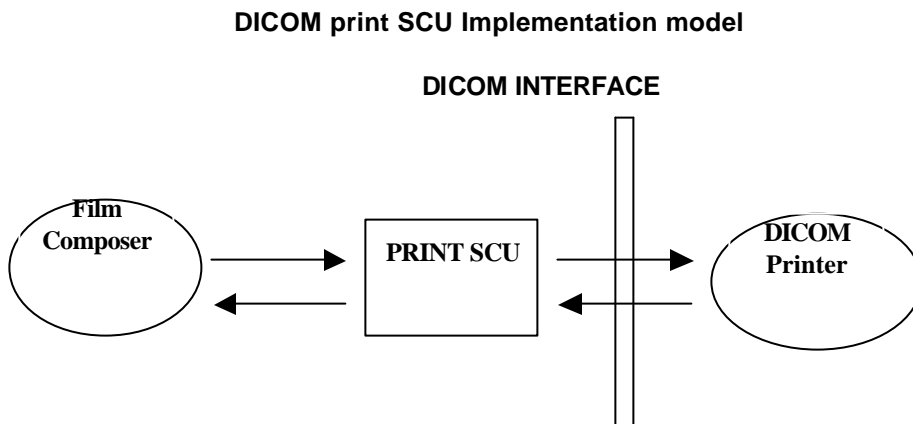 DICOM print SCU Implementation model
DICOM INTERFACE
Film
Composer
PRINT SCU
DICOM
Printer